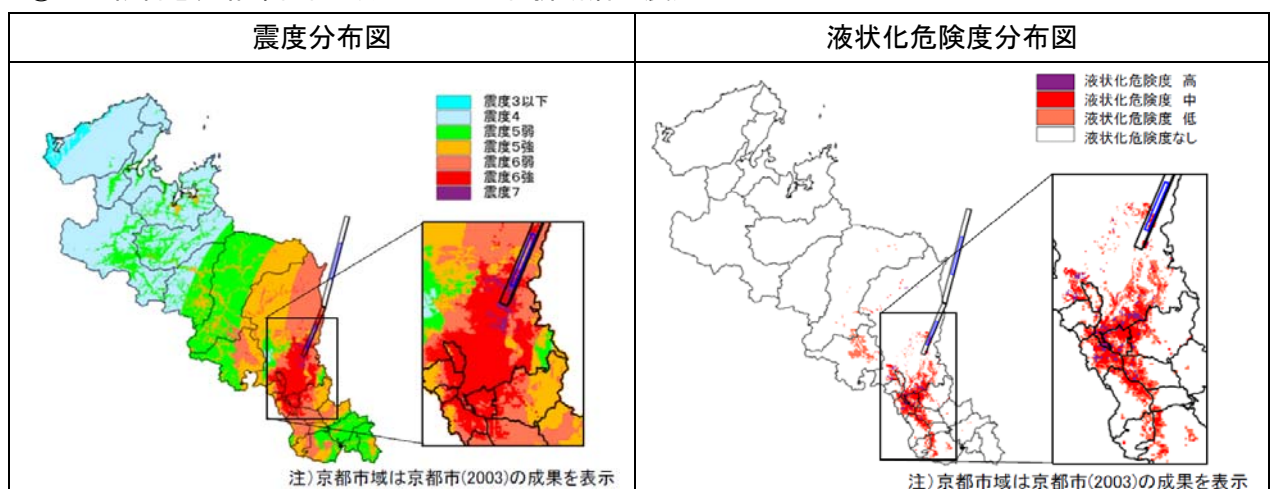 震度分布図
液状化危険度分布図
震度3以下
震度4
震度5弱
震度5強
震度6弱
震度6強
震度7
注)京都市域は京都市(2003)の成果を表示
液状化危険度 高
液状化危険度 中
液状化危険度 低
液状化危険度なし
注)京都市域は京都市(2003)の成果を表示